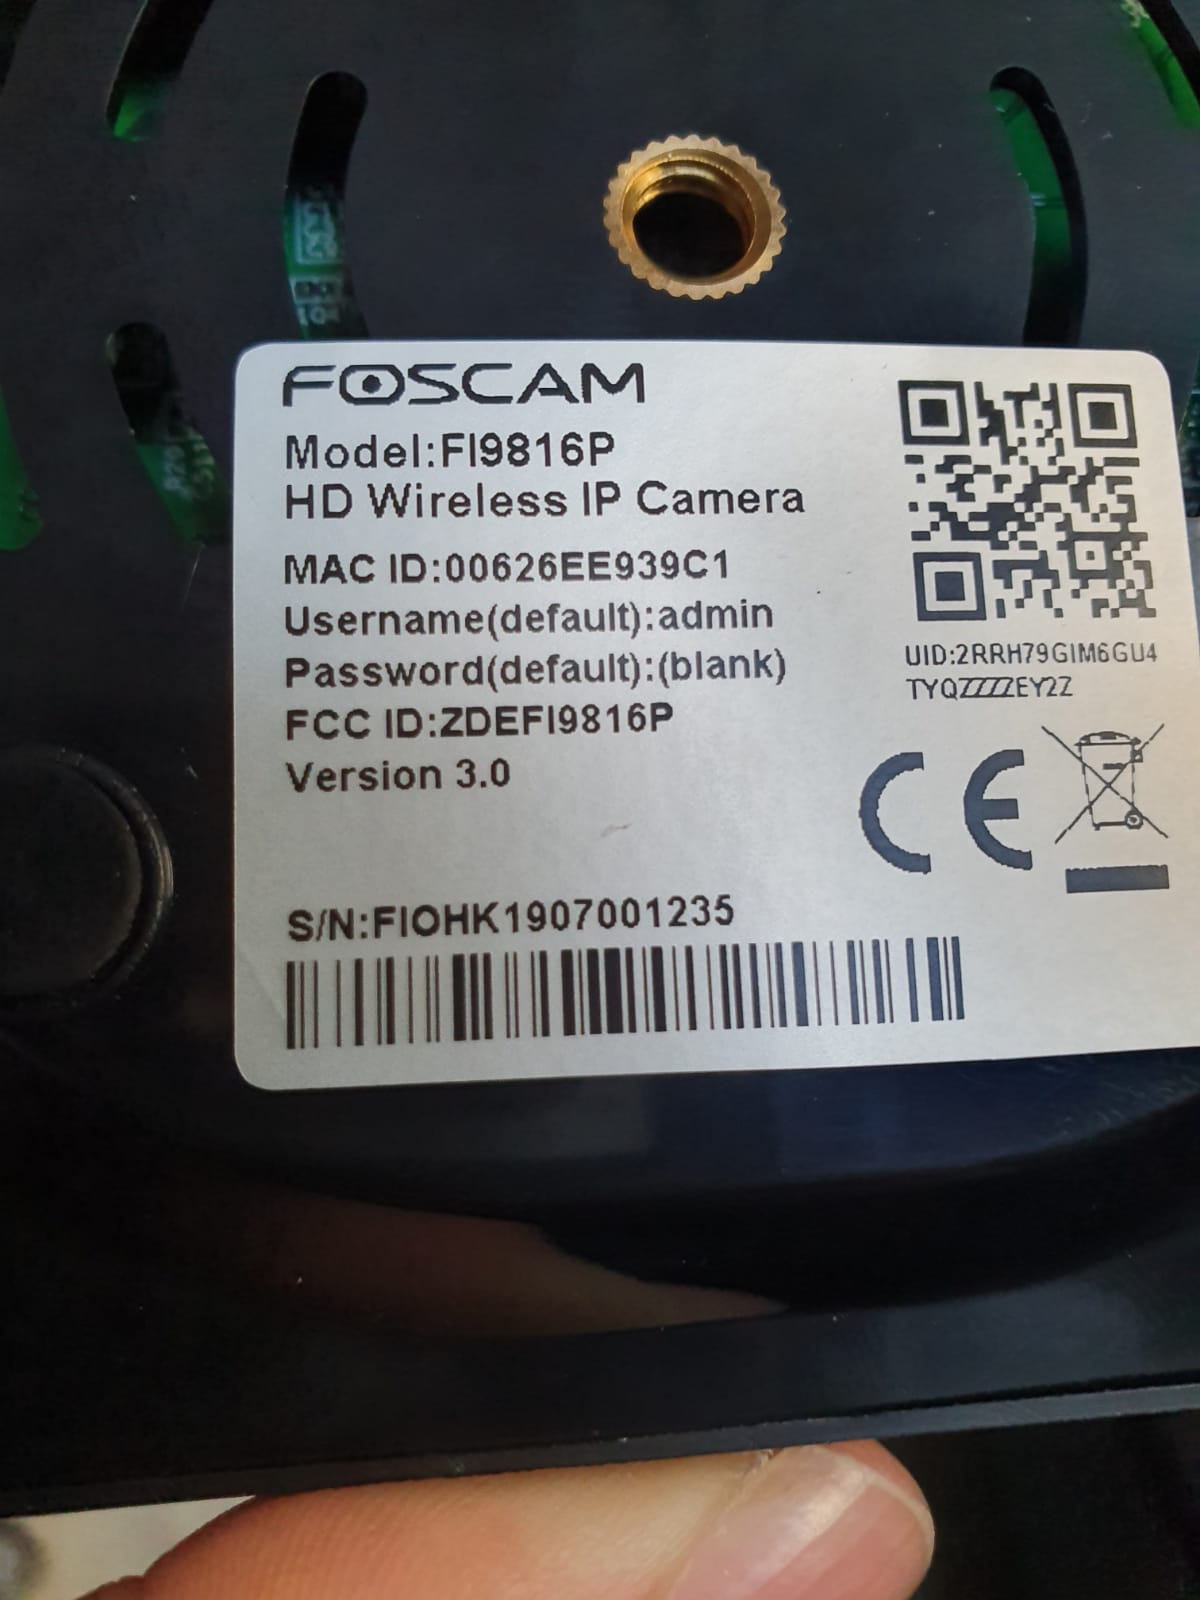 FOSCAM
Model:FI9816P
HD Wireless IP Camera
MAC ID:00626EE939C1
Username(default):admin
Password(default):(blank)
FCC ID:ZDEFI9816P
Version 3.0
UID:2RRH79GIM6GU4
TYQZZZZEY2Z
CE
S/N:FIOHK1907001235